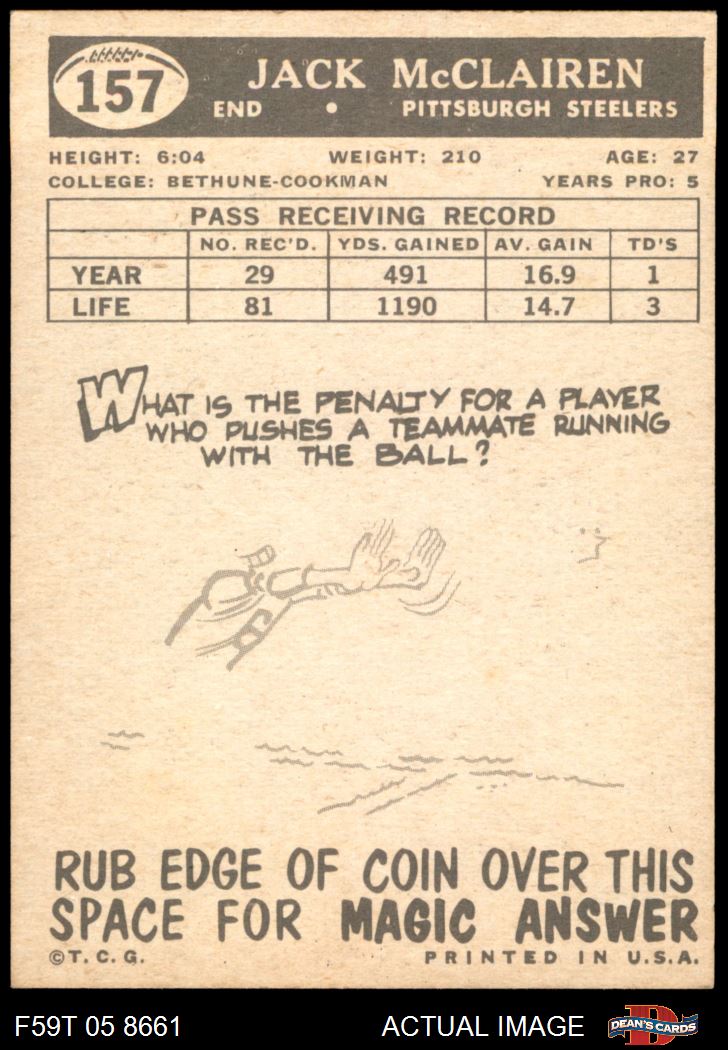 157
JACK McCLAIREN
END • PITTSBURGH STEELERS
HEIGHT: 6:04 WEIGHT: 210 AGE: 27
COLLEGE: BETHUNE-COOKMAN YEARS PRO: 5
PASS RECEIVING RECORD
NO. REC'D. YDS. GAINED AV. GAIN TD'S
YEAR 29 491 16.9 1
LIFE 81 1190 14.7 3
WHAT IS THE PENALTY FOR A PLAYER
WHO PUSHES A TEAMMATE RUNNING
WITH THE BALL?
RUB EDGE OF COIN OVER THIS
SPACE FOR MAGIC ANSWER
©T. C. G. PRINTED IN U.S.A.
F59T 05 8661 ACTUAL IMAGE DEAN'S CARDS